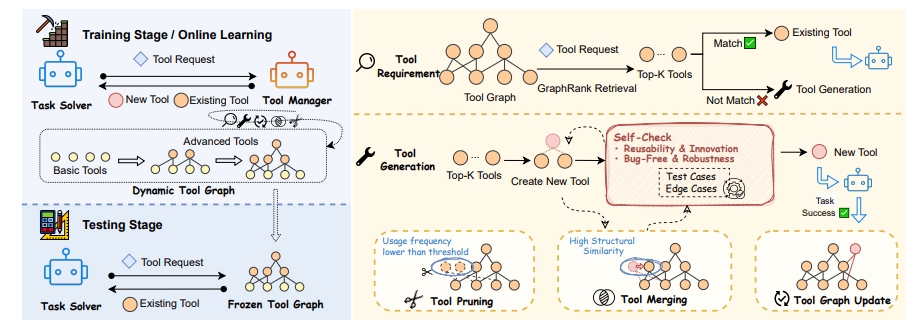 Training Stage / Online Learning
Tool Request
Task Solver
New Tool
Existing Tool
Tool Manager
Advanced Tools
Basic Tools
Dynamic Tool Graph
Testing Stage
Tool Request
Task Solver
Existing Tool
Frozen Tool Graph
Tool
Requirement
Tool Graph
Tool Request
GraphRank Retrieval
Top-K Tools
Match
Not Match
Existing Tool
Tool Generation
Tool
Generation
Top-K Tools
Create New Tool
Self-Check
• Reusability & Innovation
• Bug-Free & Robustness
Test Cases
Edge Cases
New Tool
Task
Success
Usage frequency
lower than threshold
Tool Pruning
High Structural
Similarity
Tool Merging
Tool Graph Update